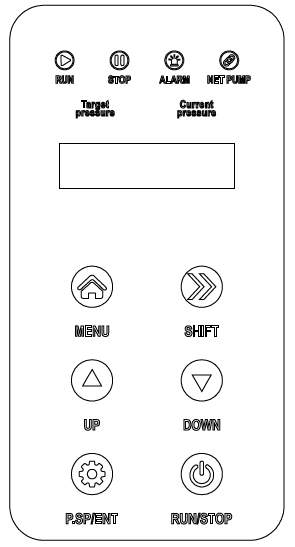 RUN STOP ALARM NET PUMP
Target Current
pressure pressure
MENU SHIFT
UP DOWN
P.SP/ENT RUN/STOP